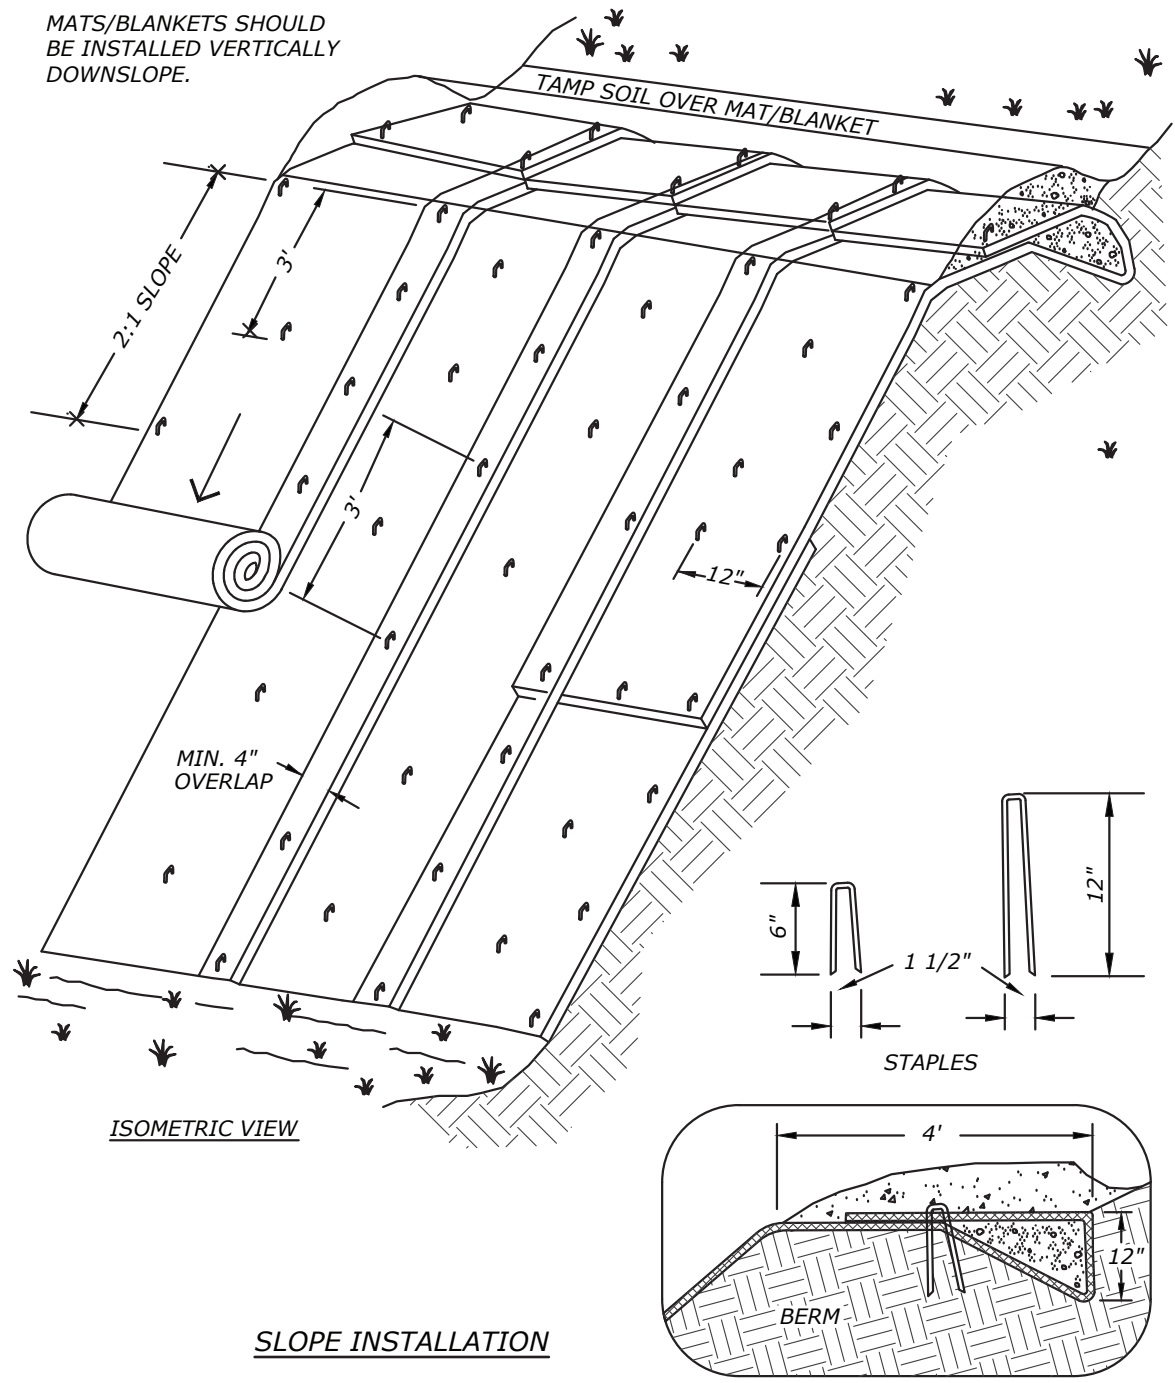 MATS/BLANKETS SHOULD
BE INSTALLED VERTICALLY
DOWNSLOPE.
TAMP SOIL OVER MAT/BLANKET
2:1 SLOPE
3'
3'
12"
MIN. 4"
OVERLAP
6"
12"
1 1/2"
STAPLES
ISOMETRIC VIEW
4'
12"
BERM
SLOPE INSTALLATION